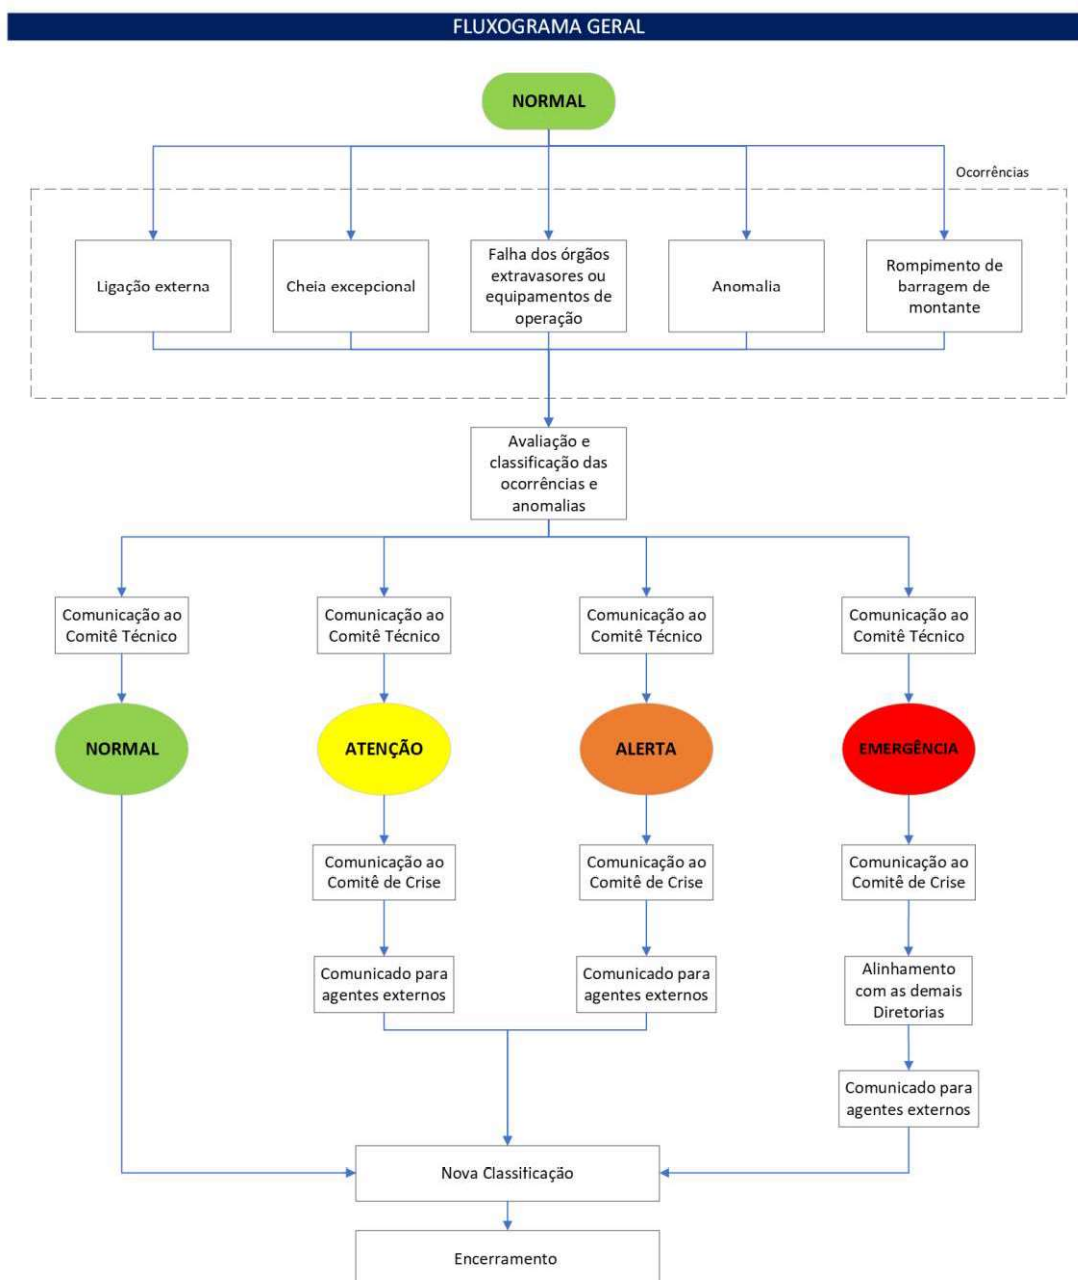 FLUXOGRAMA GERAL
NORMAL
Ocorrências
Ligação externa
Cheia excepcional
Falha dos órgãos
extravasores ou
equipamentos de
operação
Anomalia
Rompimento de
barragem de
montante
Avaliação e
classificação das
ocorrências e
anomalias
Comunicação ao
Comitê Técnico
Comunicação ao
Comitê Técnico
Comunicação ao
Comitê Técnico
Comunicação ao
Comitê Técnico
NORMAL
ATENÇÃO
ALERTA
EMERGÊNCIA
Comunicação ao
Comitê de Crise
Comunicação ao
Comitê de Crise
Comunicação ao
Comitê de Crise
Comunicado para
agentes externos
Comunicado para
agentes externos
Alinhamento
com as demais
Diretorias
Comunicado para
agentes externos
Nova Classificação
Encerramento